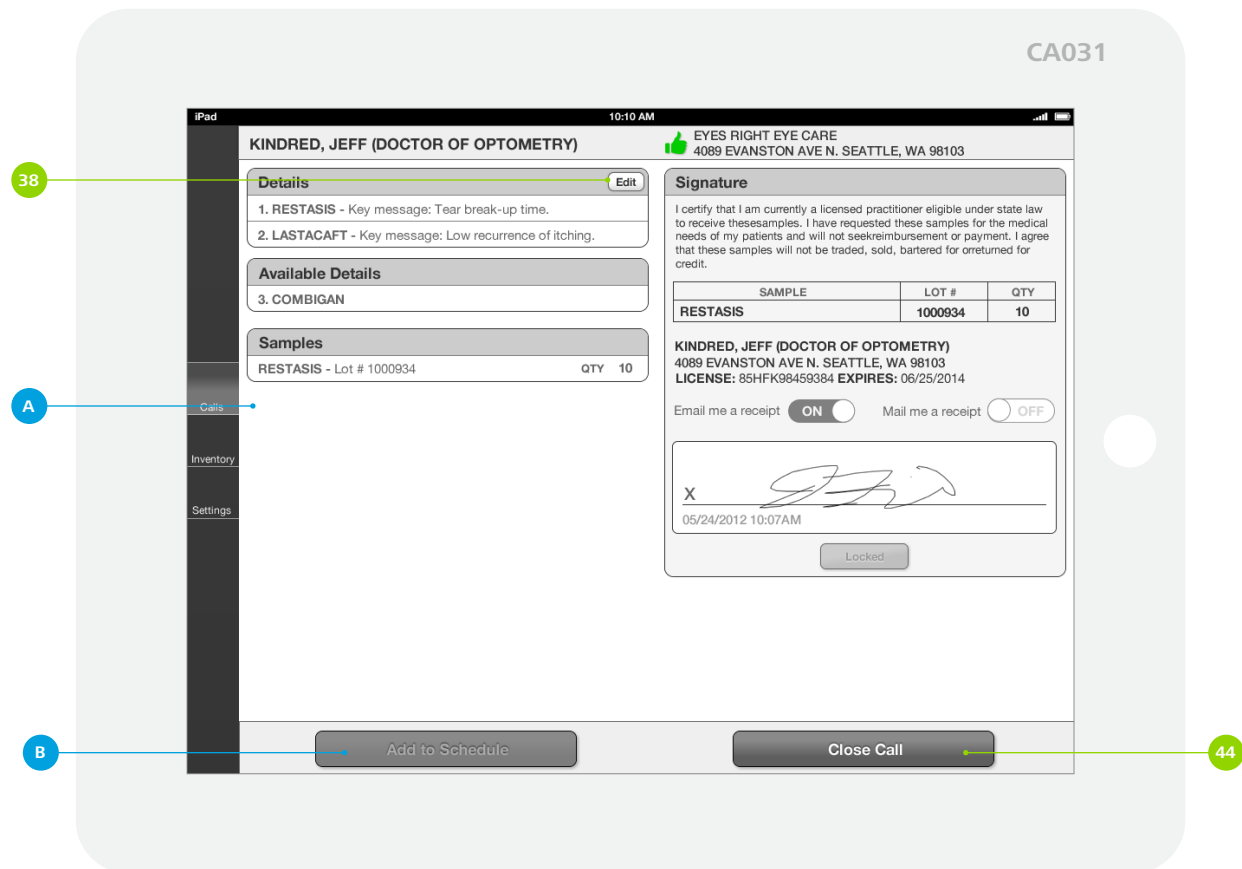 CA031
iPad 10:10 AM
KINDRED, JEFF (DOCTOR OF OPTOMETRY)
EYES RIGHT EYE CARE
4089 EVANSTON AVE N. SEATTLE, WA 98103
38
Details Edit
1. RESTASIS - Key message: Tear break-up time.
2. LASTACAFT - Key message: Low recurrence of itching.
Available Details
3. COMBIGAN
Samples
RESTASIS - Lot # 1000934 QTY 10
A
Calls
Inventory
Settings
Signature
I certify that I am currently a licensed practitioner eligible under state law
to receive thesesamples. I have requested these samples for the medical
needs of my patients and will not seekreimbursement or payment. I agree
that these samples will not be traded, sold, bartered for orreturned for
credit.
SAMPLE LOT # QTY
RESTASIS 1000934 10
KINDRED, JEFF (DOCTOR OF OPTOMETRY)
4089 EVANSTON AVE N. SEATTLE, WA 98103
LICENSE: 85HFK98459384 EXPIRES: 06/25/2014
Email me a receipt ON Mail me a receipt OFF
X
05/24/2012 10:07AM
Locked
B
Add to Schedule
Close Call
44